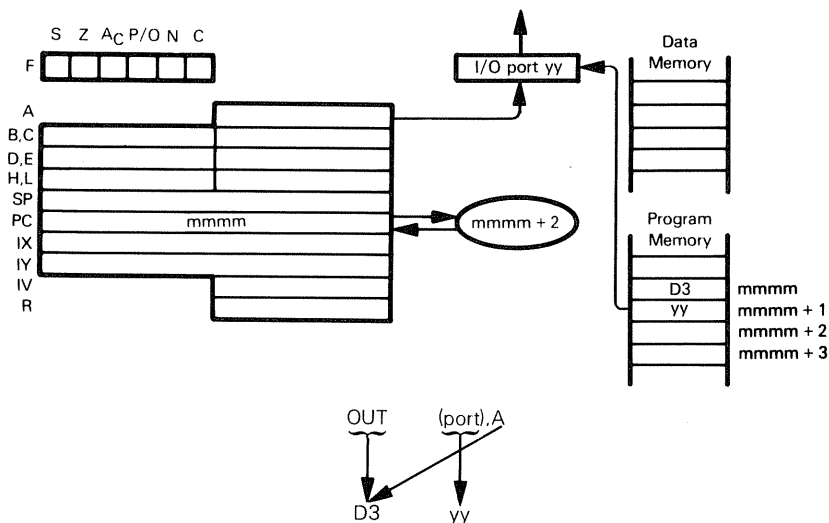 S Z AC P/O N C
F
I/O port yy
Data
Memory
A
B,C
D,E
H,L
SP
PC mmmm
mmmm + 2
IX
IY
IV
R
Program
Memory
D3 mmmm
yy mmmm + 1
mmmm + 2
mmmm + 3
OUT (port),A
D3 yy